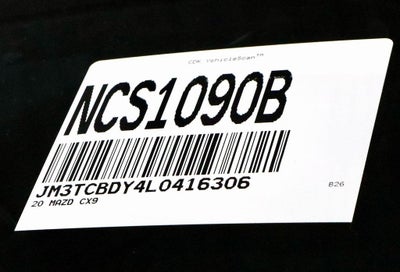 CDK VehicleScan™
NCS1090B
JM3TCBDY4L0416306
20 MAZD CX9
B26